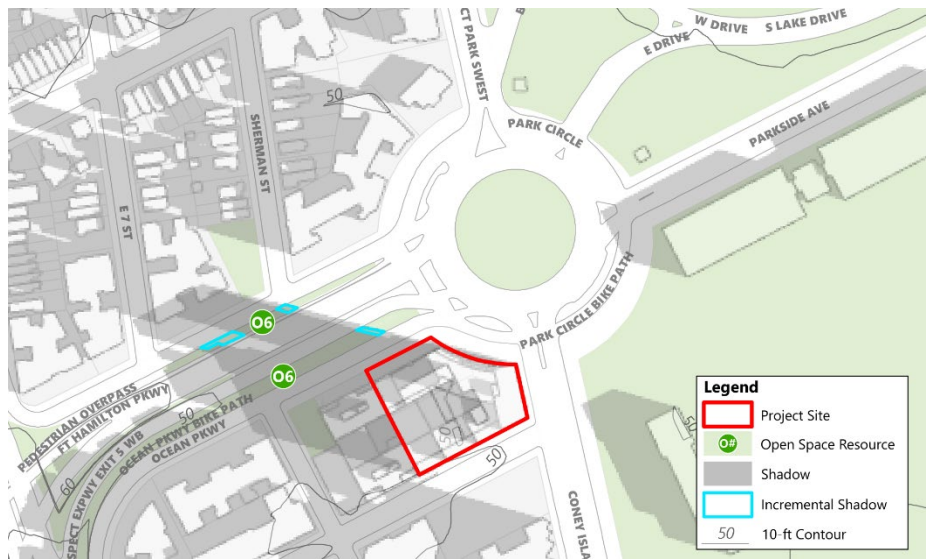 CT PARK SWEST
B
W DRIVE
S LAKE DRIVE
E DRIVE
50
PARK CIRCLE
SHERMAN ST
PARKSIDE AVE
E 7 ST
PARK CIRCLE BIKE PATH
O6
O6
PEDESTRIAN OVERPASS
FT HAMILTON PKWY
SPECT EXPWY EXIT 5 WB
OCEAN PKWY BIKE PATH
OCEAN PKWY
50
60
50
50
50
CONEY ISLA
Legend
Project Site
O# Open Space Resource
Shadow
Incremental Shadow
50 10-ft Contour